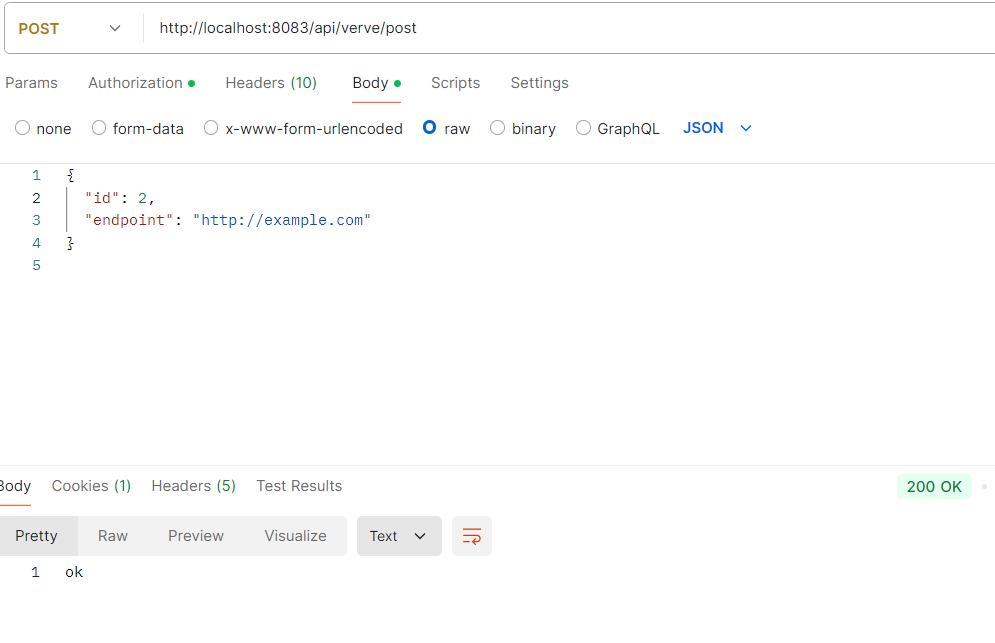 POST http://localhost:8083/api/verve/post
Params Authorization Headers (10) Body Scripts Settings
none form-data x-www-form-urlencoded raw binary GraphQL JSON
1 {
2 "id": 2,
3 "endpoint": "http://example.com"
4 }
5
Body Cookies (1) Headers (5) Test Results 200 OK
Pretty Raw Preview Visualize Text
1 ok